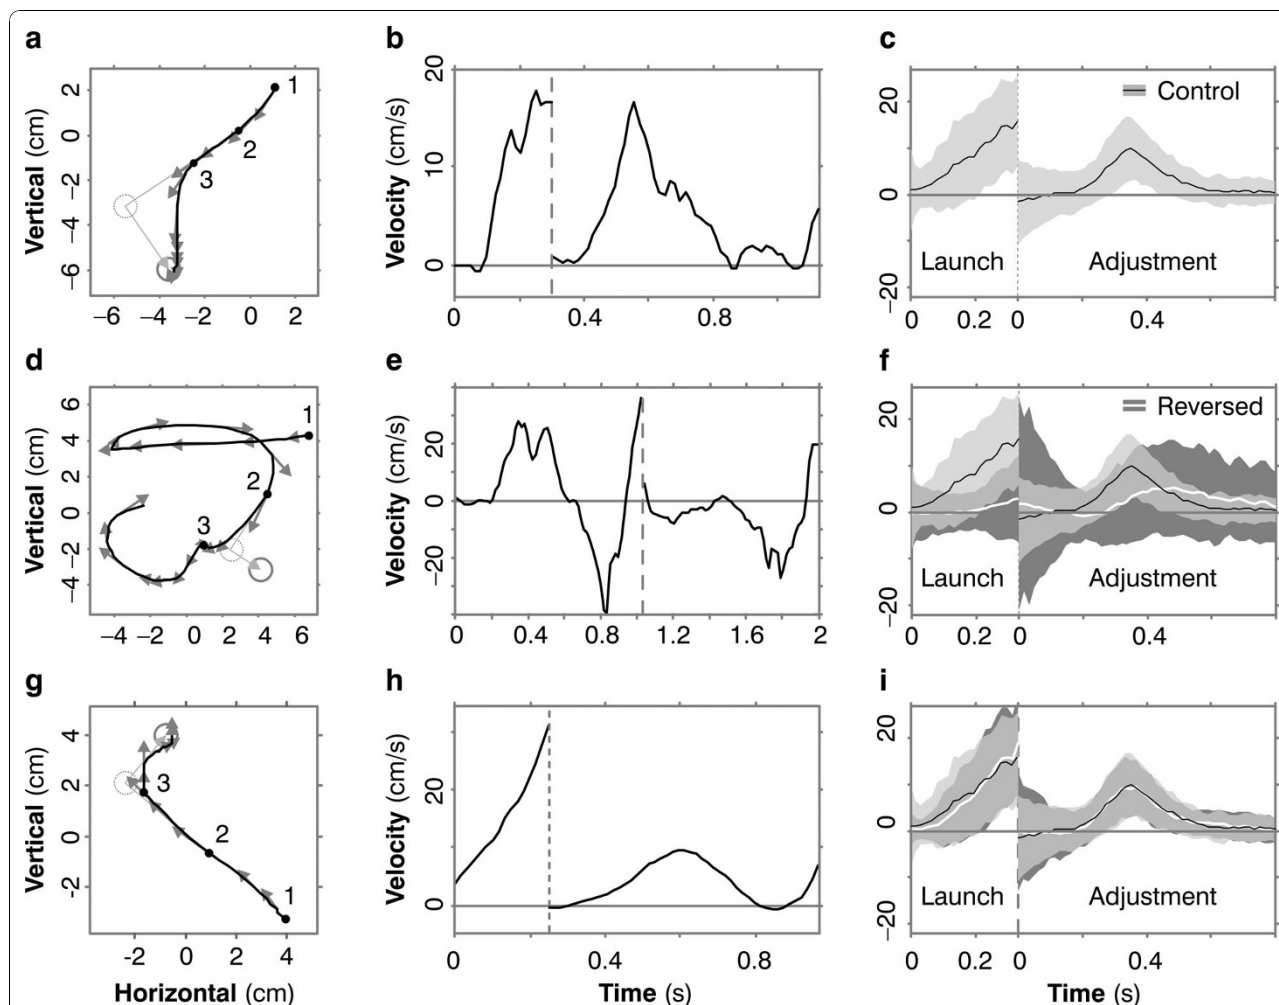 a
Vertical (cm)
2
0
−2
−4
−6
−6 −4 −2 0 2
1
2
3
b
Velocity (cm/s)
20
10
0
0 0.4 0.8
c
Control
20
0
−20
Launch Adjustment
0 0.2 0 0.4
d
Vertical (cm)
6
4
2
0
−2
−4
−4 −2 0 2 4 6
1
2
3
e
Velocity (cm/s)
20
0
−20
0 0.4 0.8 1.2 1.6 2
f
Reversed
20
0
−20
Launch Adjustment
0 0.2 0 0.4
g
Vertical (cm)
4
2
0
−2
-2 0 2 4
1
2
3
Horizontal (cm)
h
Velocity (cm/s)
20
0
0 0.4 0.8
Time (s)
i
20
0
−20
Launch Adjustment
0 0.2 0 0.4
Time (s)